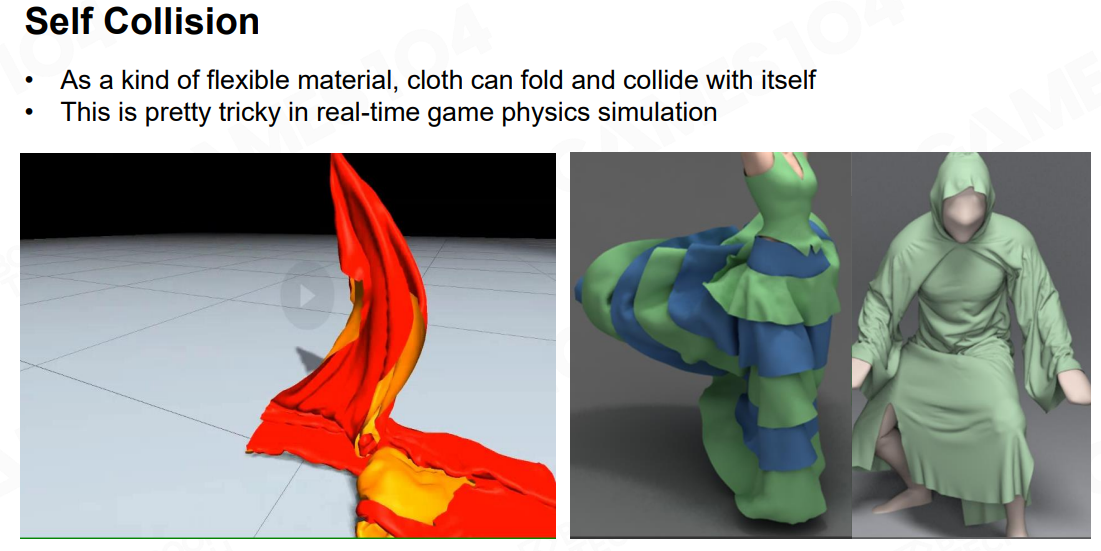 Self Collision
• As a kind of flexible material, cloth can fold and collide with itself
• This is pretty tricky in real-time game physics simulation
GAMES104